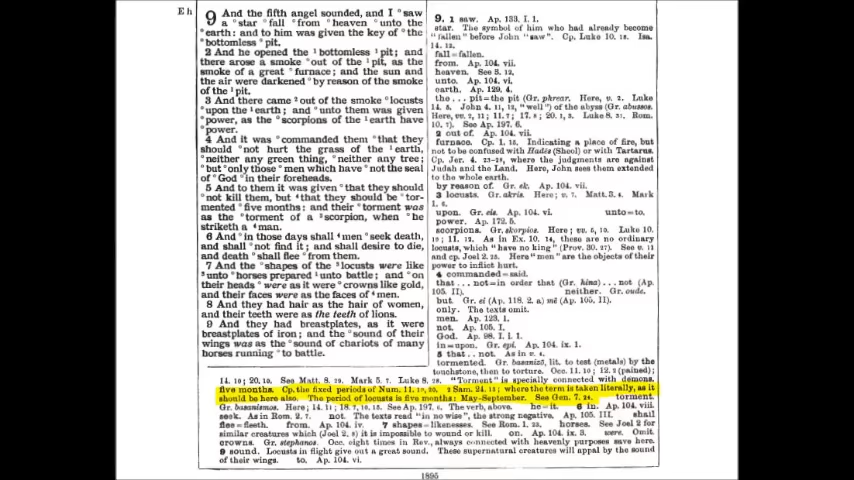 E h
9 And the fifth angel sounded, and I °saw
a °star °fall °from °heaven °unto the
°earth: and to him was given the key of °the
°bottomless °pit.
2 And he opened the ¹bottomless ¹pit; and
there arose a smoke °out of the pit, as the
smoke of a great °furnace; and the sun and
the air were darkened °by reason of the smoke
of the ¹pit.
3 And there came ²out of the smoke °locusts
°upon the ¹earth; and °unto them was given
°power, as the °scorpions of the ¹earth have
°power.
4 And it was °commanded them °that they
should °not hurt the grass of the ¹earth,
°neither any green thing, °neither any tree;
°but °only those °men which have °not the seal
of °God °in their foreheads.
5 And to them it was given °that they should
°not kill them, but ⁴that they should be °tor-
mented °five months: and their °torment was
as the °torment of a ³scorpion, when °he
striketh a ⁴man.
6 And °in those days shall ⁴men °seek death,
and shall °not find it; and shall desire to die,
and death °shall flee °from them.
7 And the °shapes of the ³locusts were like
³unto °horses prepared ¹unto battle; and °on
their heads °were as it were °crowns like gold,
and their faces were as the faces of ⁴men.
8 And they had hair as the hair of women,
and their teeth were as the teeth of lions.
9 And they had breastplates, as it were
breastplates of iron; and the °sound of their
wings was as the °sound of chariots of many
horses running °to battle.
9. 1 saw. Ap. 133. I. 1.
star. The symbol of him who had already become
"fallen" before John "saw". Cp. Luke 10. 18. Isa.
14. 12.
fall=fallen.
from. Ap. 104. vii.
heaven. See 3. 12.
unto. Ap. 104. vi.
earth. Ap. 129. 4.
the . . . pit=the pit (Gr. phrear. Here, v. 2. Luke
14. 5. John 4. 11, 12, "well") of the abyss (Gr. abussos.
Here, vv. 2, 11; 11. 7; 17. 8; 20. 1, 3. Luke 8. 31. Rom.
10. 7). See Ap. 197. 6.
2 out of. Ap. 104. vii.
furnace. Cp. 1. 15. Indicating a place of fire, but
not to be confused with Hadēs (Sheol) or with Tartarus.
Cp. Jer. 4. 23-28, where the judgments are against
Judah and the Land. Here, John sees them extended
to the whole earth.
by reason of. Gr. ek. Ap. 104. vii.
3 locusts. Gr. akris. Here; v. 7. Matt. 3. 4. Mark
1. 6.
upon. Gr. eis. Ap. 104. vi. unto=to.
power. Ap. 172. 5.
scorpions. Gr. skorpios. Here; vv. 5, 10. Luke 10.
19; 11. 12. As in Ex. 10. 14, these are no ordinary
locusts, which "have no king" (Prov. 30. 27). See v. 11
and cp. Joel 2. 25. Here "men" are the objects of their
power to inflict hurt.
4 commanded=said.
that . . . not=in order that (Gr. hina) . . . not (Ap.
105. II). neither. Gr. oude.
but. Gr. ei (Ap. 118. 2. a) mē (Ap. 105. II).
only. The texts omit.
men. Ap. 123. 1.
not. Ap. 105. I.
God. Ap. 98. I. i. 1.
in=upon. Gr. epi. Ap. 104. ix. 1.
5 that . . not. As in v. 4.
tormented. Gr. basanizō, lit. to test (metals) by the
touchstone, then to torture. Occ. 11. 10; 12. 2 (pained);
14. 10; 20. 10. See Matt. 8. 29. Mark 5. 7. Luke 8. 28. "Torment" is specially connected with demons.
five months. Cp. the fixed periods of Num. 11. 19, 20. 2 Sam. 24. 13; where the term is taken literally, as it
should be here also. The period of locusts is five months: May-September. See Gen. 7. 24. torment.
Gr. basanismos. Here; 14. 11; 18. 7, 10, 15. See Ap. 197. 6. The verb, above. he=it. 6 in. Ap. 104. viii.
seek. As in Rom. 2. 7. not. The texts read "in no wise", the strong negative, Ap. 105. III. shall
flee=fleeth. from. Ap. 104. iv. 7 shapes=likenesses. See Rom. 1. 23. horses. See Joel 2 for
similar creatures which (Joel 2. 8) it is impossible to wound or kill. on. Ap. 104. ix. 3. were. Omit.
crowns. Gr. stephanos. Occ. eight times in Rev., always connected with heavenly purposes save here.
9 sound. Locusts in flight give out a great sound. These supernatural creatures will appal by the sound
of their wings. to. Ap. 104. vi.
1895